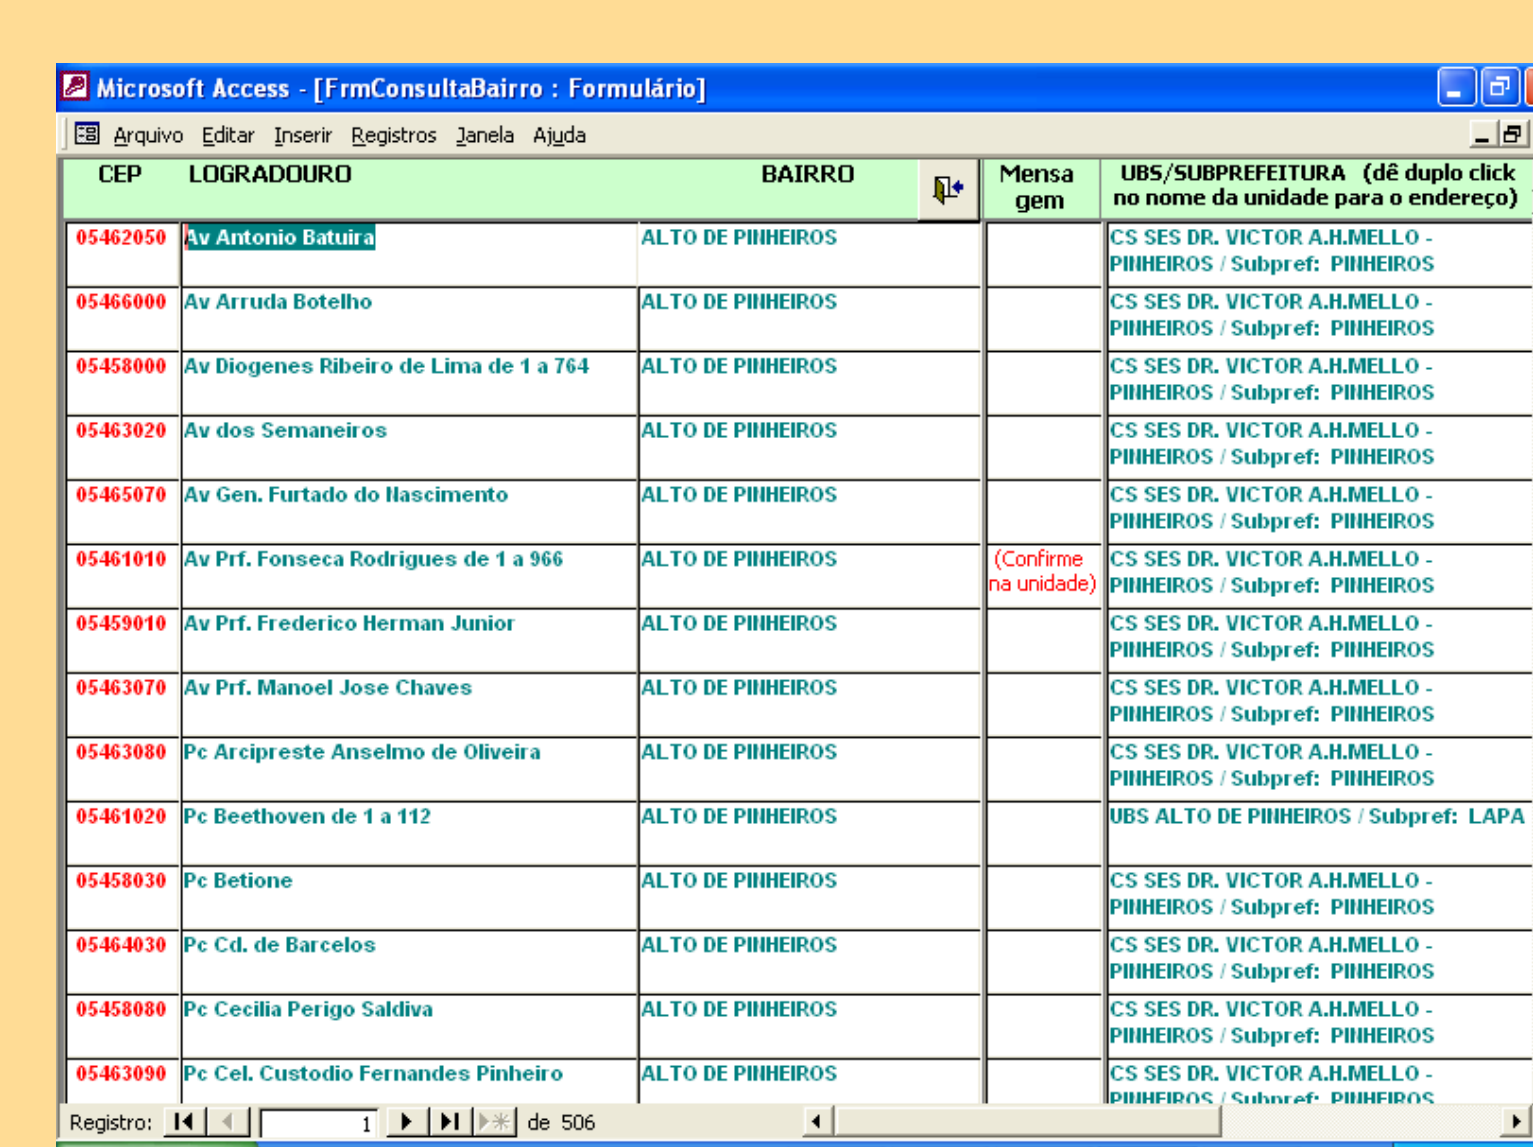 Microsoft Access - [FrmConsultaBairro : Formulário]
Arquivo Editar Inserir Registros Janela Ajuda
CEP LOGRADOURO BAIRRO Mensa gem UBS/SUBPREFEITURA (dê duplo click no nome da unidade para o endereço)
05462050 Av Antonio Batuira ALTO DE PINHEIROS CS SES DR. VICTOR A.H.MELLO -
PINHEIROS / Subpref: PINHEIROS
05466000 Av Arruda Botelho ALTO DE PINHEIROS CS SES DR. VICTOR A.H.MELLO -
PINHEIROS / Subpref: PINHEIROS
05458000 Av Diogenes Ribeiro de Lima de 1 a 764 ALTO DE PINHEIROS CS SES DR. VICTOR A.H.MELLO -
PINHEIROS / Subpref: PINHEIROS
05463020 Av dos Semaneiros ALTO DE PINHEIROS CS SES DR. VICTOR A.H.MELLO -
PINHEIROS / Subpref: PINHEIROS
05465070 Av Gen. Furtado do Nascimento ALTO DE PINHEIROS CS SES DR. VICTOR A.H.MELLO -
PINHEIROS / Subpref: PINHEIROS
05461010 Av Prf. Fonseca Rodrigues de 1 a 966 ALTO DE PINHEIROS (Confirme CS SES DR. VICTOR A.H.MELLO -
na unidade) PINHEIROS / Subpref: PINHEIROS
05459010 Av Prf. Frederico Herman Junior ALTO DE PINHEIROS CS SES DR. VICTOR A.H.MELLO -
PINHEIROS / Subpref: PINHEIROS
05463070 Av Prf. Manoel Jose Chaves ALTO DE PINHEIROS CS SES DR. VICTOR A.H.MELLO -
PINHEIROS / Subpref: PINHEIROS
05463080 Pc Arcipreste Anselmo de Oliveira ALTO DE PINHEIROS CS SES DR. VICTOR A.H.MELLO -
PINHEIROS / Subpref: PINHEIROS
05461020 Pc Beethoven de 1 a 112 ALTO DE PINHEIROS UBS ALTO DE PINHEIROS / Subpref: LAPA
05458030 Pc Betione ALTO DE PINHEIROS CS SES DR. VICTOR A.H.MELLO -
PINHEIROS / Subpref: PINHEIROS
05464030 Pc Cd. de Barcelos ALTO DE PINHEIROS CS SES DR. VICTOR A.H.MELLO -
PINHEIROS / Subpref: PINHEIROS
05458080 Pc Cecilia Perigo Saldiva ALTO DE PINHEIROS CS SES DR. VICTOR A.H.MELLO -
PINHEIROS / Subpref: PINHEIROS
05463090 Pc Cel. Custodio Fernandes Pinheiro ALTO DE PINHEIROS CS SES DR. VICTOR A.H.MELLO -
PINHEIROS / Subpref: PINHEIROS
Registro: 1 de 506